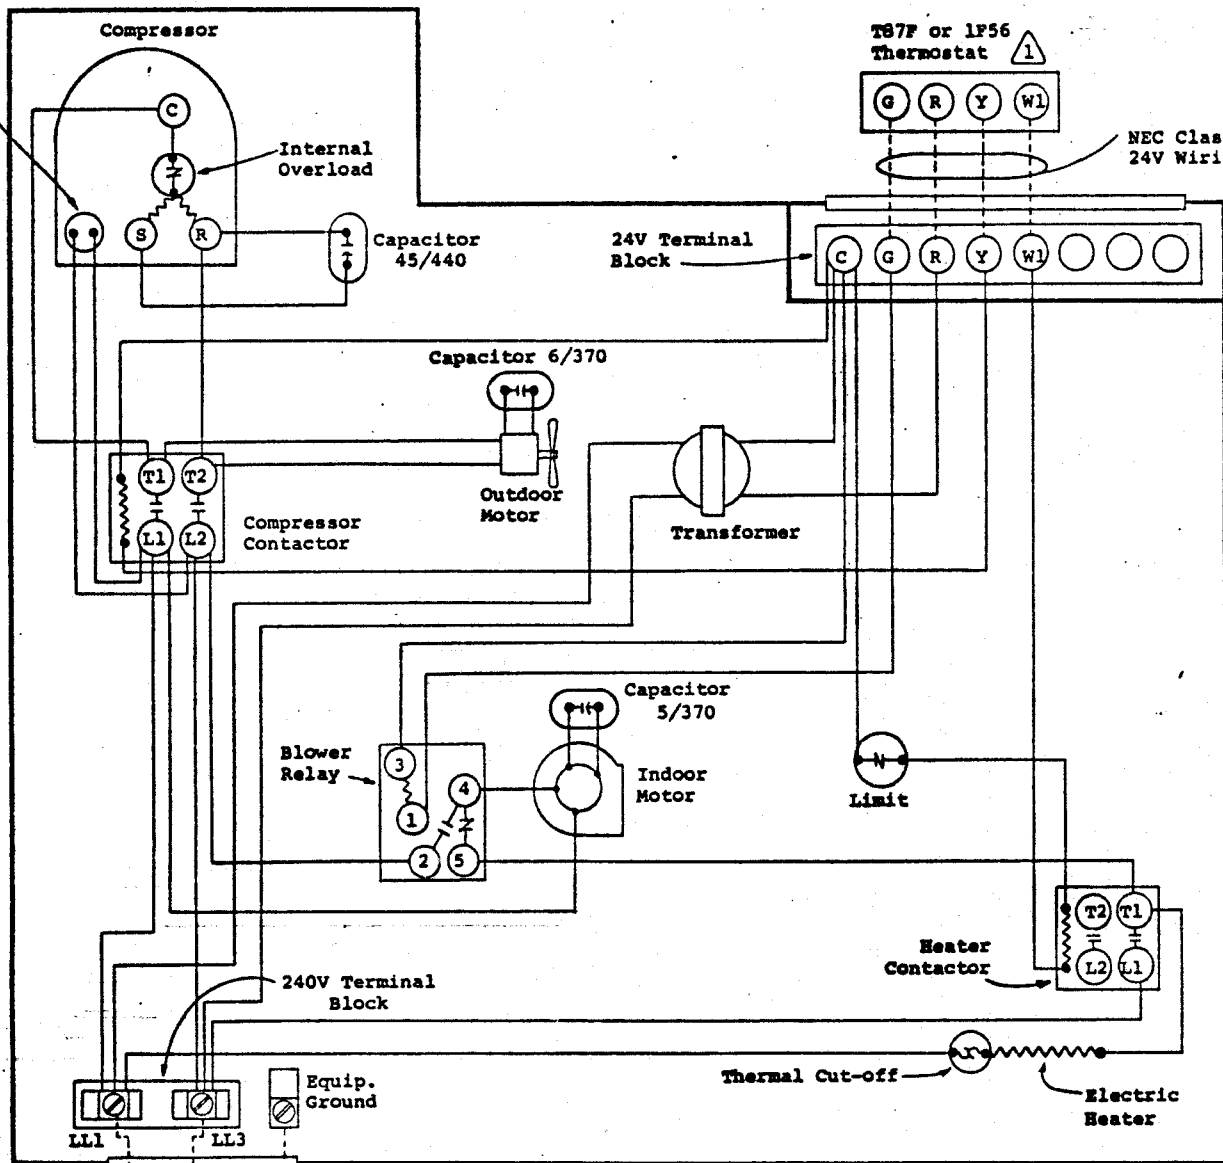 Compressor
T87F or 1F56
Thermostat
1
G R Y W1
C
NEC Clas
24V Wiri
Internal
Overload
S R
Capacitor
45/440
24V Terminal
Block
C G R Y W1
Capacitor 6/370
T1 T2
Outdoor
Motor
Transformer
Compressor
Contactor
L1 L2
Capacitor
5/370
Blower
Relay
3
4
1
2 5
Indoor
Motor
Limit
T2 T1
Heater
Contactor
L2 L1
240V Terminal
Block
Thermal Cut-off
Electric
Heater
Equip.
Ground
LL1 LL3